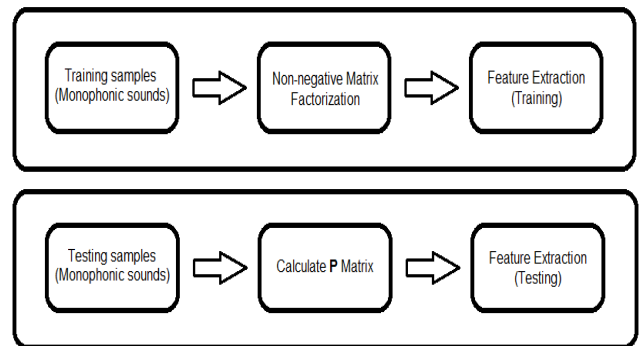 Training samples
(Monophonic sounds)
Non-negative Matrix
Factorization
Feature Extraction
(Training)
Testing samples
(Monophonic sounds)
Calculate P Matrix
Feature Extraction
(Testing)